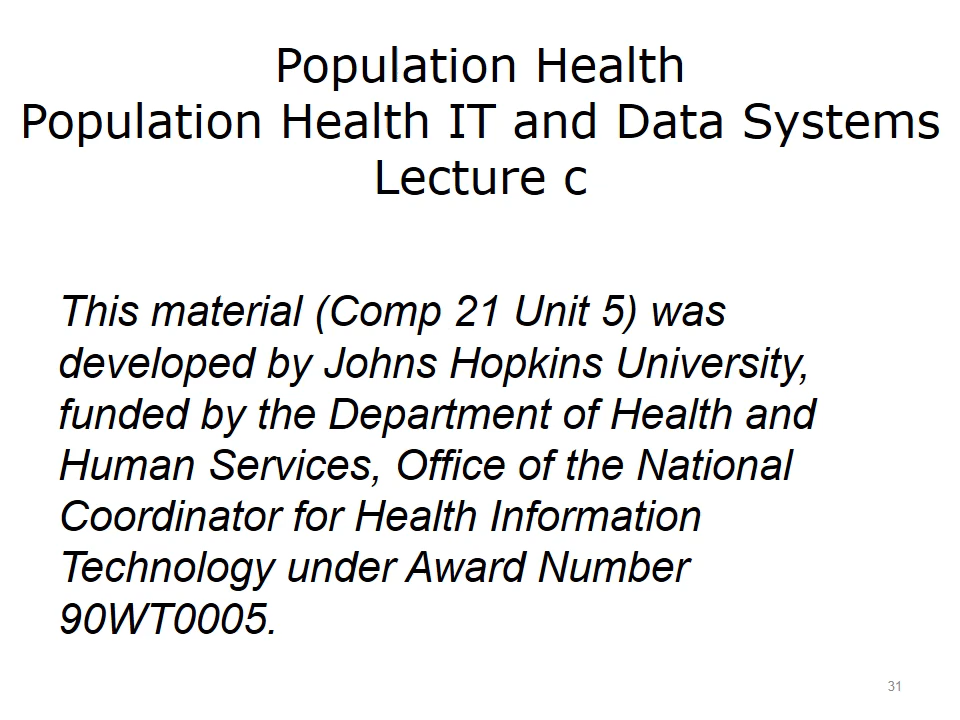 Population Health
Population Health IT and Data Systems
Lecture c
This material (Comp 21 Unit 5) was
developed by Johns Hopkins University,
funded by the Department of Health and
Human Services, Office of the National
Coordinator for Health Information
Technology under Award Number
90WT0005.
31